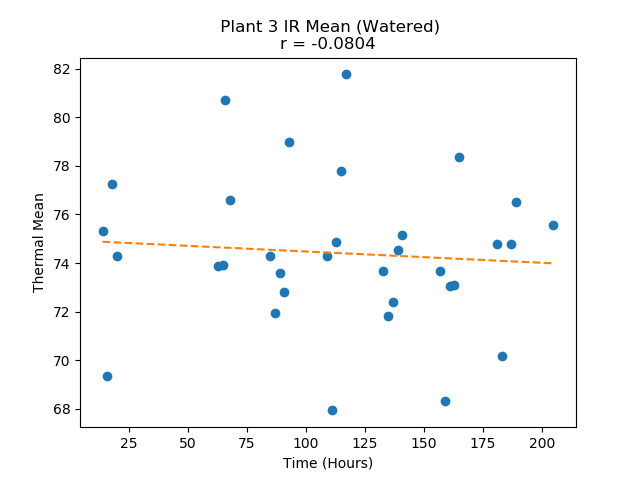 Plant 3 IR Mean (Watered)
r = -0.0804
Thermal Mean
82
80
78
76
74
72
70
68
25 50 75 100 125 150 175 200
Time (Hours)